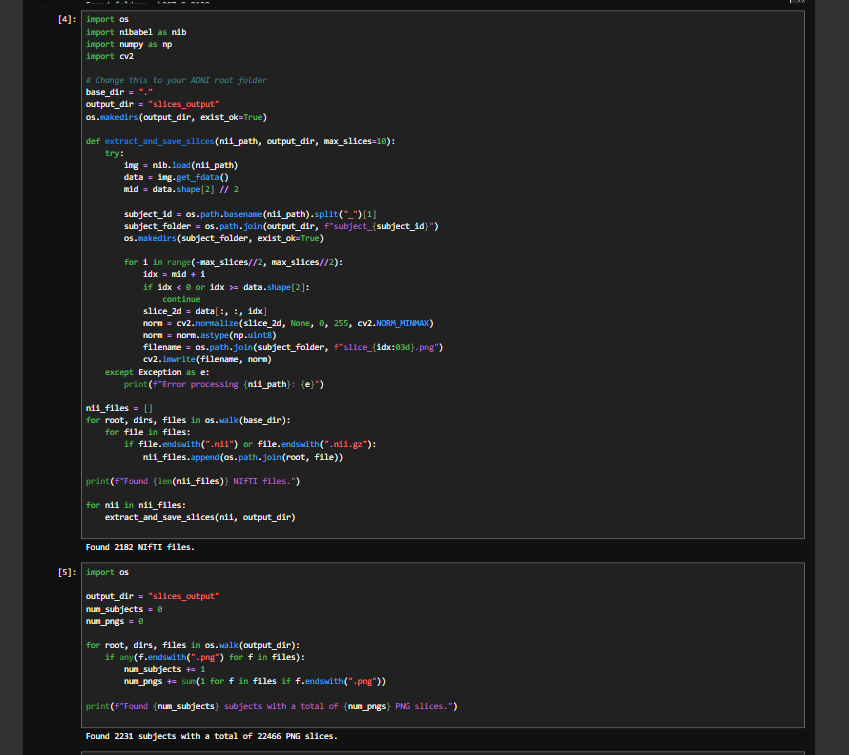 [4]: import os
import nibabel as nib
import numpy as np
import cv2
# Change this to your ADNI root folder
base_dir = "."
output_dir = "slices_output"
os.makedirs(output_dir, exist_ok=True)
def extract_and_save_slices(nii_path, output_dir, max_slices=10):
    try:
        img = nib.load(nii_path)
        data = img.get_fdata()
        mid = data.shape[2] // 2
        subject_id = os.path.basename(nii_path).split("_")[1]
        subject_folder = os.path.join(output_dir, f"subject_{subject_id}")
        os.makedirs(subject_folder, exist_ok=True)
        for i in range(-max_slices//2, max_slices//2):
            idx = mid + i
            if idx < 0 or idx >= data.shape[2]:
                continue
            slice_2d = data[:, :, idx]
            norm = cv2.normalize(slice_2d, None, 0, 255, cv2.NORM_MINMAX)
            norm = norm.astype(np.uint8)
            filename = os.path.join(subject_folder, f"slice_{idx:03d}.png")
            cv2.imwrite(filename, norm)
    except Exception as e:
        print(f"Error processing {nii_path}: {e}")
nii_files = []
for root, dirs, files in os.walk(base_dir):
    for file in files:
        if file.endswith(".nii") or file.endswith(".nii.gz"):
            nii_files.append(os.path.join(root, file))
print(f"Found {len(nii_files)} NIfTI files.")
for nii in nii_files:
    extract_and_save_slices(nii, output_dir)
Found 2182 NIfTI files.
[5]: import os
output_dir = "slices_output"
num_subjects = 0
num_pngs = 0
for root, dirs, files in os.walk(output_dir):
    if any(f.endswith(".png") for f in files):
        num_subjects += 1
        num_pngs += sum(1 for f in files if f.endswith(".png"))
print(f"Found {num_subjects} subjects with a total of {num_pngs} PNG slices.")
Found 2231 subjects with a total of 22466 PNG slices.